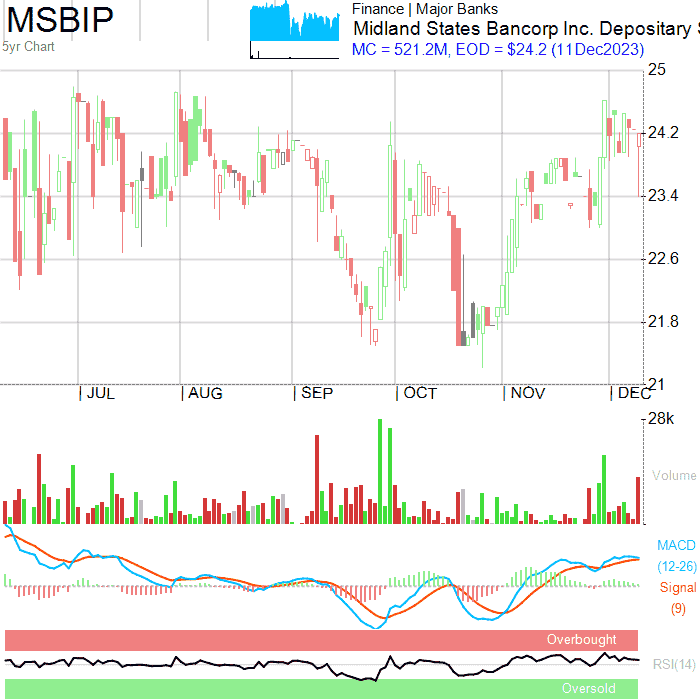 MSBIP
5yr Chart
Finance | Major Banks
Midland States Bancorp Inc. Depositary S
MC = 521.2M, EOD = $24.2 (11Dec2023)
25
24.2
23.4
22.6
21.8
21
JUL AUG SEP OCT NOV DEC
28k
Volume
MACD
(12-26)
Signal
(9)
Overbought
RSI(14)
Oversold